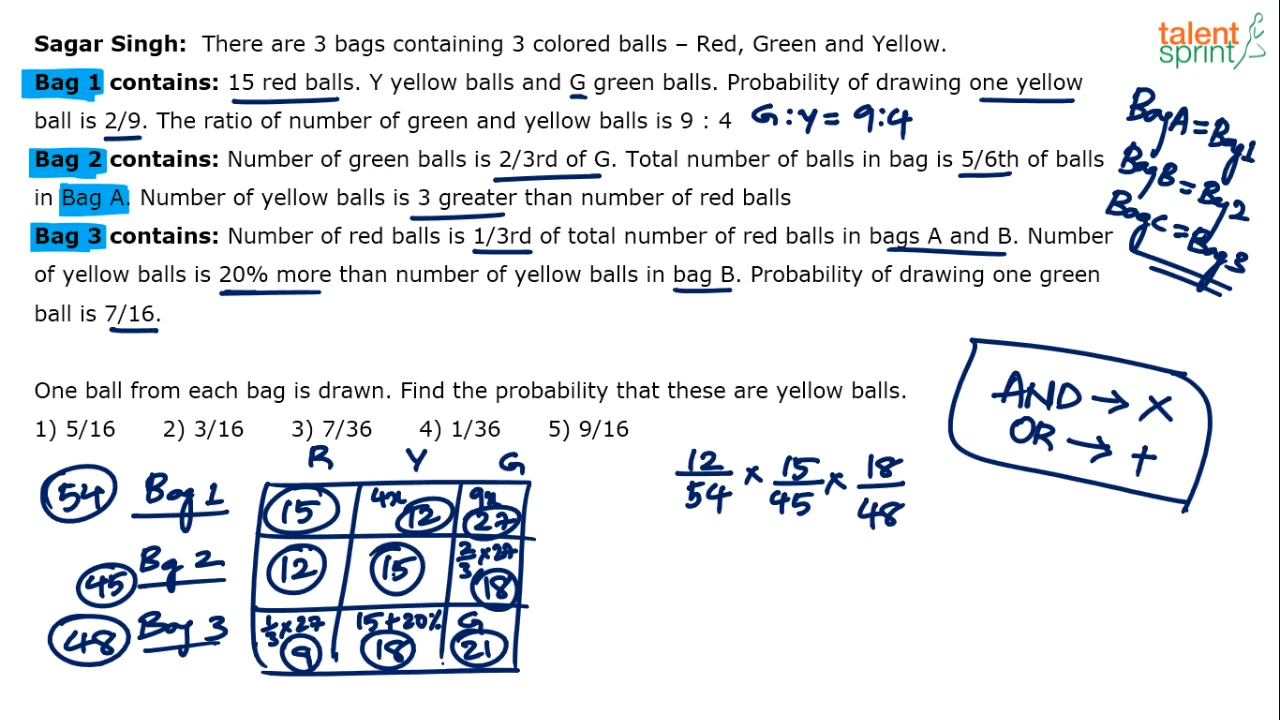 talent
sprint
Sagar Singh: There are 3 bags containing 3 colored balls – Red, Green and Yellow.
Bag 1 contains: 15 red balls. Y yellow balls and G green balls. Probability of drawing one yellow
ball is 2/9. The ratio of number of green and yellow balls is 9 : 4 G:Y = 9:4
Bag 2 contains: Number of green balls is 2/3rd of G. Total number of balls in bag is 5/6th of balls
in Bag A. Number of yellow balls is 3 greater than number of red balls
Bag 3 contains: Number of red balls is 1/3rd of total number of red balls in bags A and B. Number
of yellow balls is 20% more than number of yellow balls in bag B. Probability of drawing one green
ball is 7/16.
Bag A = Bag 1
Bag B = Bag 2
Bag C = Bag 3
One ball from each bag is drawn. Find the probability that these are yellow balls.
1) 5/16 2) 3/16 3) 7/36 4) 1/36 5) 9/16
AND → ×
OR → +
R Y G
54 Bag 1 15 4x 12 9x 27
45 Bg 2 12 15 2/3 × 27 18
48 Bag 3 1/3 × 27 9 15+20% 18 G 21
12/54 × 15/45 × 18/48